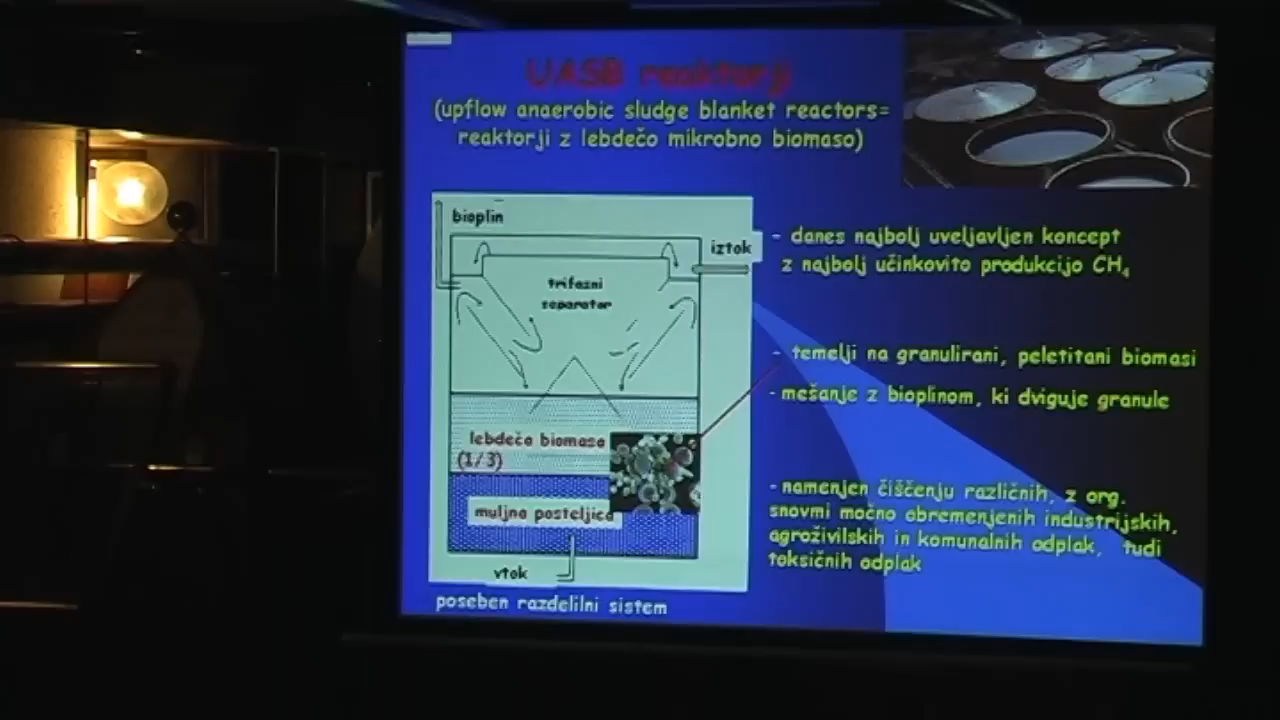 UASB reaktorji
(upflow anaerobic sludge blanket reactors=
reaktorji z lebdečo mikrobno biomaso)
bioplin
iztok
trifazni
separator
lebdeča biomasa
(1/3)
muljna posteljica
vtok
poseben razdelilni sistem
- danes najbolj uveljavljen koncept
z najbolj učinkovito produkcijo CH₄
- temelji na granulirani, peletitani biomasi
- mešanje z bioplinom, ki dviguje granule
- namenjen čiščenju različnih, z org.
snovmi močno obremenjenih industrijskih,
agroživilskih in komunalnih odplak, tudi
toksičnih odplak